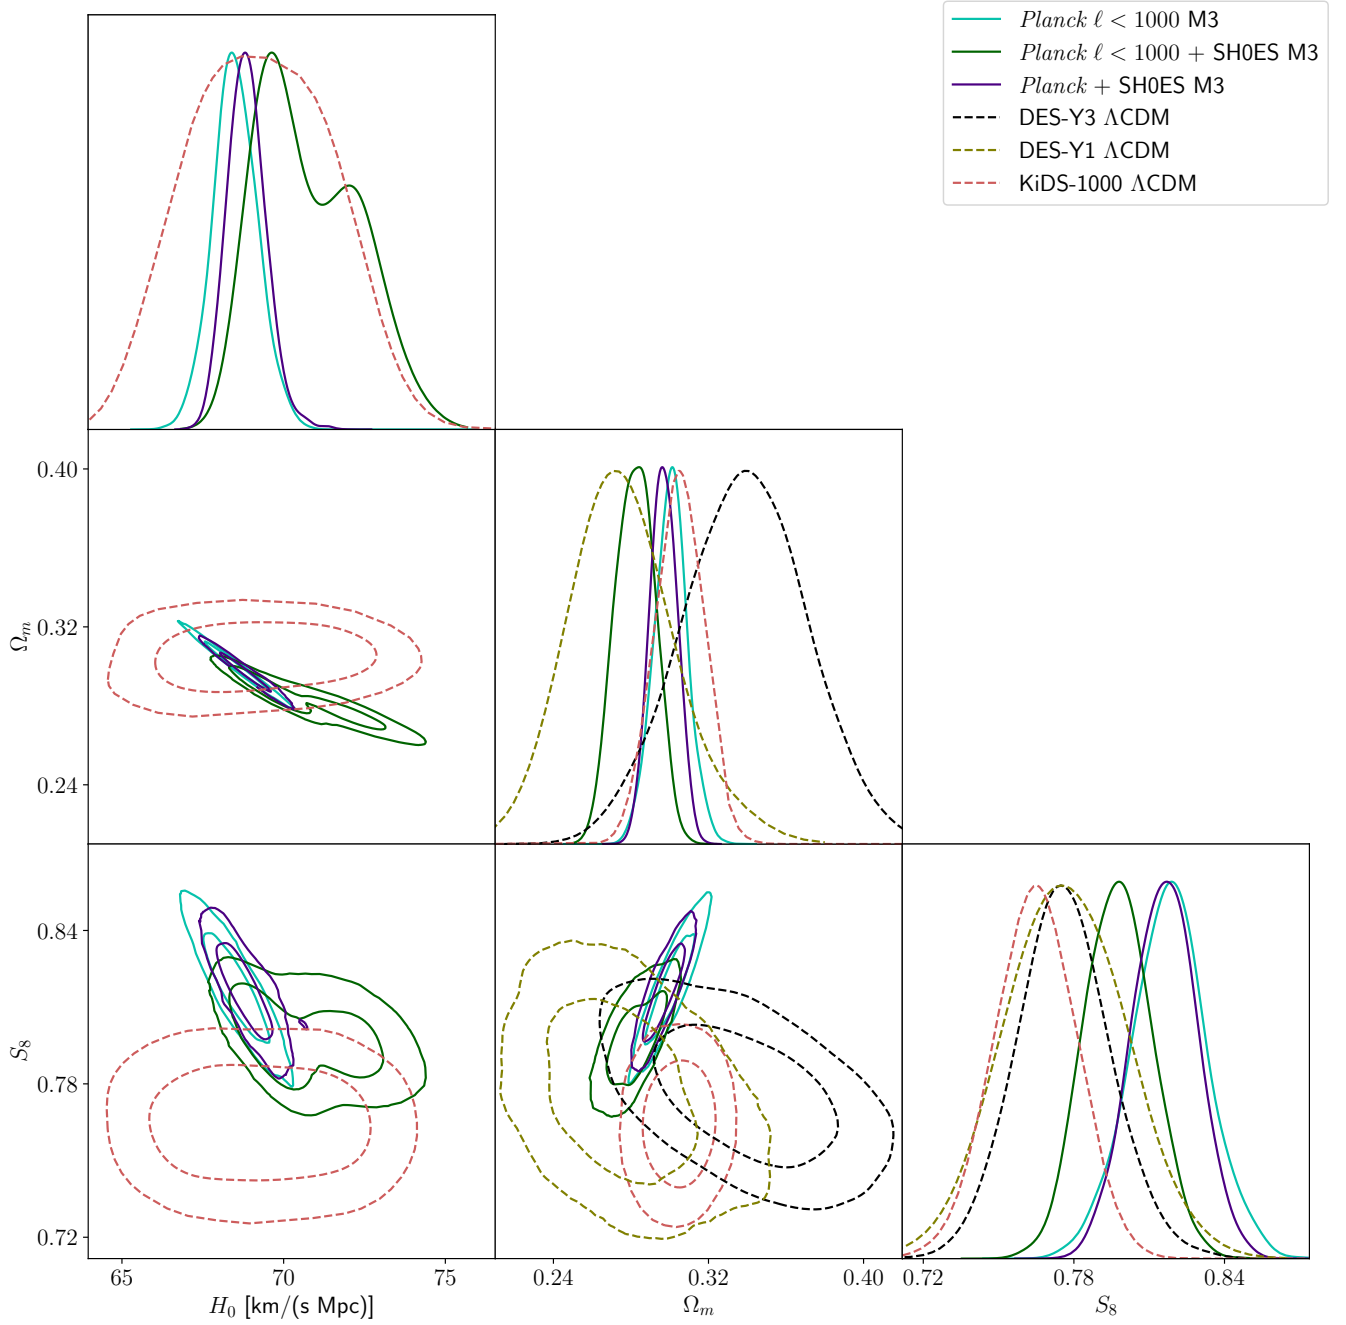 Planck ℓ < 1000 M3
Planck ℓ < 1000 + SH0ES M3
Planck + SH0ES M3
DES-Y3 ΛCDM
DES-Y1 ΛCDM
KiDS-1000 ΛCDM
0.40
0.32
0.24
Ω_m
0.84
0.78
0.72
S_8
65 70 75
0.24 0.32 0.40
0.72 0.78 0.84
H_0 [km/(s Mpc)]
Ω_m
S_8